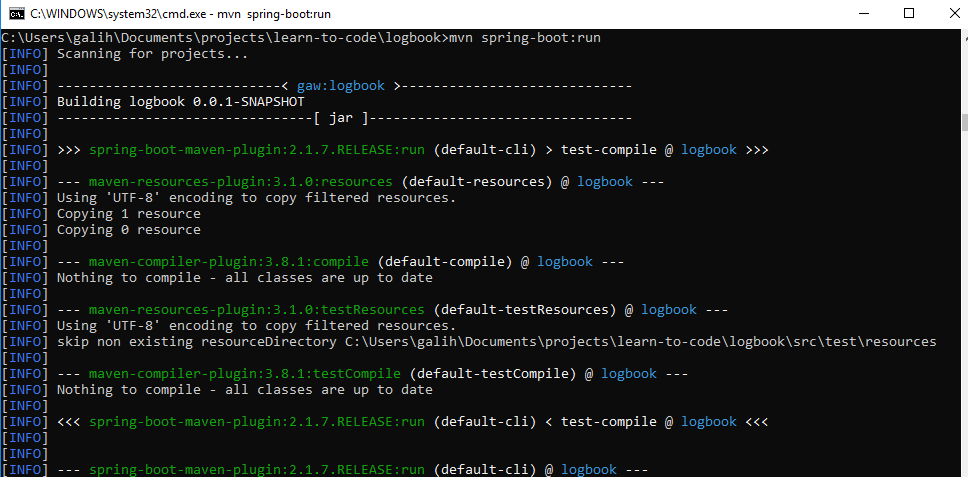 C:\WINDOWS\system32\cmd.exe - mvn  spring-boot:run
C:\Users\galih\Documents\projects\learn-to-code\logbook>mvn spring-boot:run
[INFO] Scanning for projects...
[INFO]
[INFO] ----------------------------< gaw:logbook >-----------------------------
[INFO] Building logbook 0.0.1-SNAPSHOT
[INFO] --------------------------------[ jar ]---------------------------------
[INFO]
[INFO] >>> spring-boot-maven-plugin:2.1.7.RELEASE:run (default-cli) > test-compile @ logbook >>>
[INFO]
[INFO] --- maven-resources-plugin:3.1.0:resources (default-resources) @ logbook ---
[INFO] Using 'UTF-8' encoding to copy filtered resources.
[INFO] Copying 1 resource
[INFO] Copying 0 resource
[INFO]
[INFO] --- maven-compiler-plugin:3.8.1:compile (default-compile) @ logbook ---
[INFO] Nothing to compile - all classes are up to date
[INFO]
[INFO] --- maven-resources-plugin:3.1.0:testResources (default-testResources) @ logbook ---
[INFO] Using 'UTF-8' encoding to copy filtered resources.
[INFO] skip non existing resourceDirectory C:\Users\galih\Documents\projects\learn-to-code\logbook\src\test\resources
[INFO]
[INFO] --- maven-compiler-plugin:3.8.1:testCompile (default-testCompile) @ logbook ---
[INFO] Nothing to compile - all classes are up to date
[INFO]
[INFO] <<< spring-boot-maven-plugin:2.1.7.RELEASE:run (default-cli) < test-compile @ logbook <<<
[INFO]
[INFO]
[INFO] --- spring-boot-maven-plugin:2.1.7.RELEASE:run (default-cli) @ logbook ---